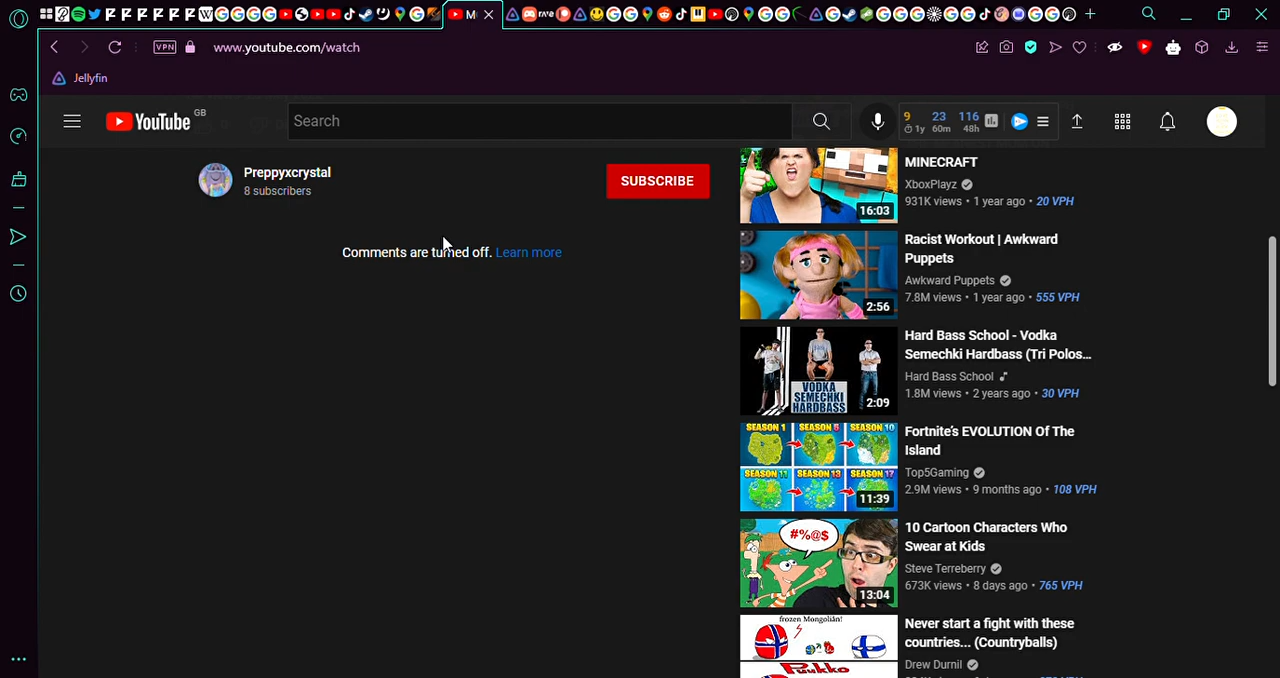 M
VPN
www.youtube.com/watch
Jellyfin
YouTube GB
Search
9 23 116
1y 60m 48h
Preppyxcrystal
8 subscribers
SUBSCRIBE
Comments are turned off. Learn more
16:03
MINECRAFT
XboxPlayz
931K views • 1 year ago • 20 VPH
2:56
Racist Workout | Awkward
Puppets
Awkward Puppets
7.8M views • 1 year ago • 555 VPH
VODKA
SEMECHKI
HARDBASS
2:09
Hard Bass School - Vodka
Semechki Hardbass (Tri Polos...
Hard Bass School
1.8M views • 2 years ago • 30 VPH
SEASON 1 SEASON 5 SEASON 10
SEASON 11 SEASON 13 SEASON 17
11:39
Fortnite's EVOLUTION Of The
Island
Top5Gaming
2.9M views • 9 months ago • 108 VPH
#%@$
13:04
10 Cartoon Characters Who
Swear at Kids
Steve Terreberry
673K views • 8 days ago • 765 VPH
frozen Mongolián!
Puukko
Never start a fight with these
countries... (Countryballs)
Drew Durnil